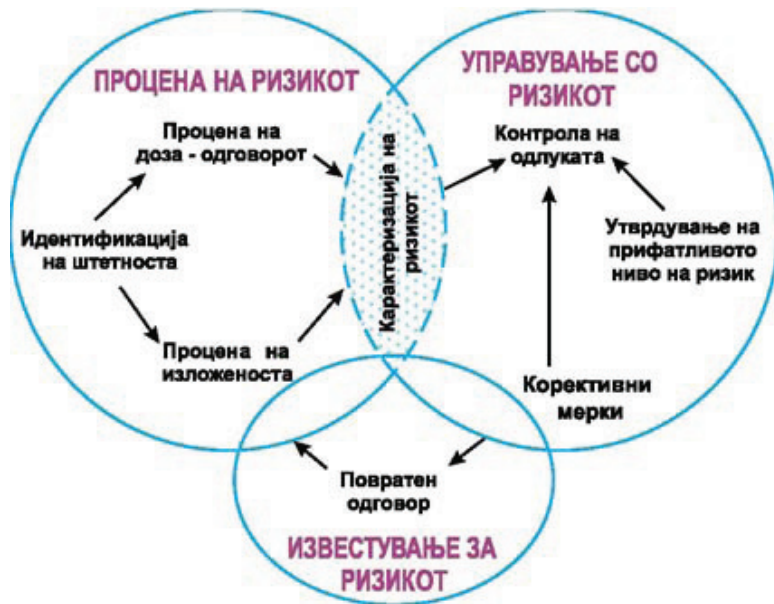 ПРОЦЕНА НА РИЗИКОТ
Процена на
доза - одговорот
Идентификација
на штетноста
Процена на
изложеноста
Карактеризација на
ризикот
УПРАВУВАЊЕ СО
РИЗИКОТ
Контрола на
одлуката
Утврдување на
прифатливото
ниво на ризик
Корективни
мерки
Повратен
одговор
ИЗВЕСТУВАЊЕ ЗА
РИЗИКОТ